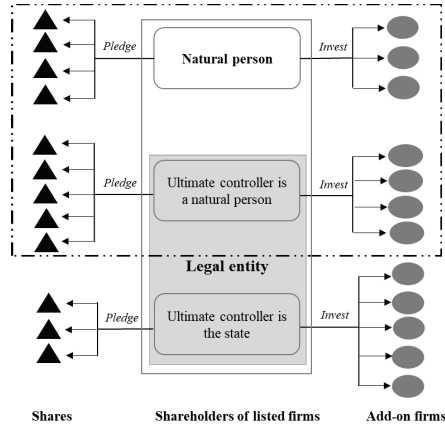 Pledge
Natural person
Invest
Pledge
Ultimate controller is
a natural person
Invest
Legal entity
Pledge
Ultimate controller is
the state
Invest
Shares
Shareholders of listed firms
Add-on firms